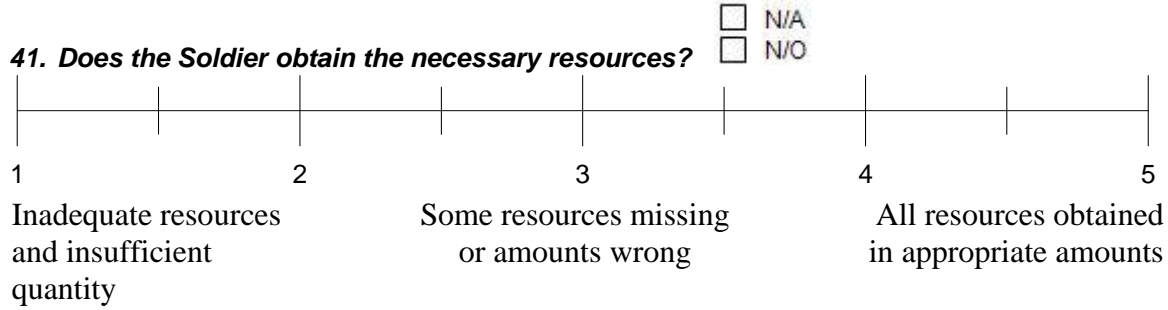 N/A
41. Does the Soldier obtain the necessary resources?
N/O
1 2 3 4 5
Inadequate resources Some resources missing All resources obtained
and insufficient or amounts wrong in appropriate amounts
quantity